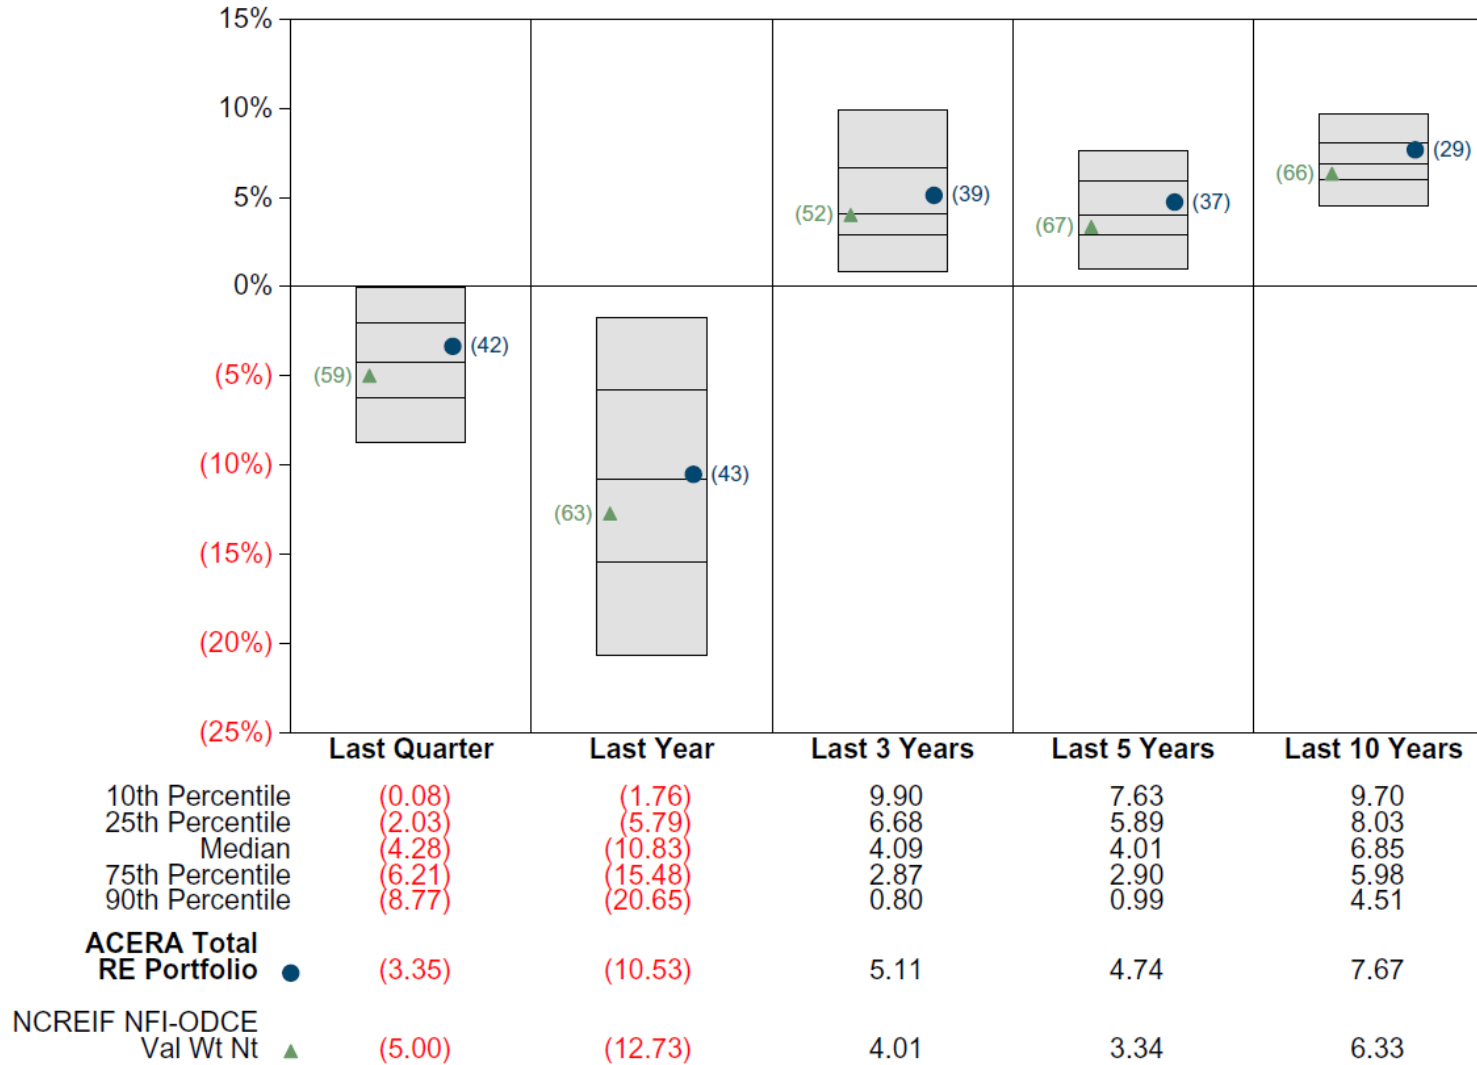 15%
10%
5%
0%
(5%)
(10%)
(15%)
(20%)
(25%)
(59) (42)
(63) (43)
(52) (39)
(67) (37)
(66) (29)
Last Quarter Last Year Last 3 Years Last 5 Years Last 10 Years
10th Percentile (0.08) (1.76) 9.90 7.63 9.70
25th Percentile (2.03) (5.79) 6.68 5.89 8.03
Median (4.28) (10.83) 4.09 4.01 6.85
75th Percentile (6.21) (15.48) 2.87 2.90 5.98
90th Percentile (8.77) (20.65) 0.80 0.99 4.51
ACERA Total
RE Portfolio (3.35) (10.53) 5.11 4.74 7.67
NCREIF NFI-ODCE
Val Wt Nt (5.00) (12.73) 4.01 3.34 6.33